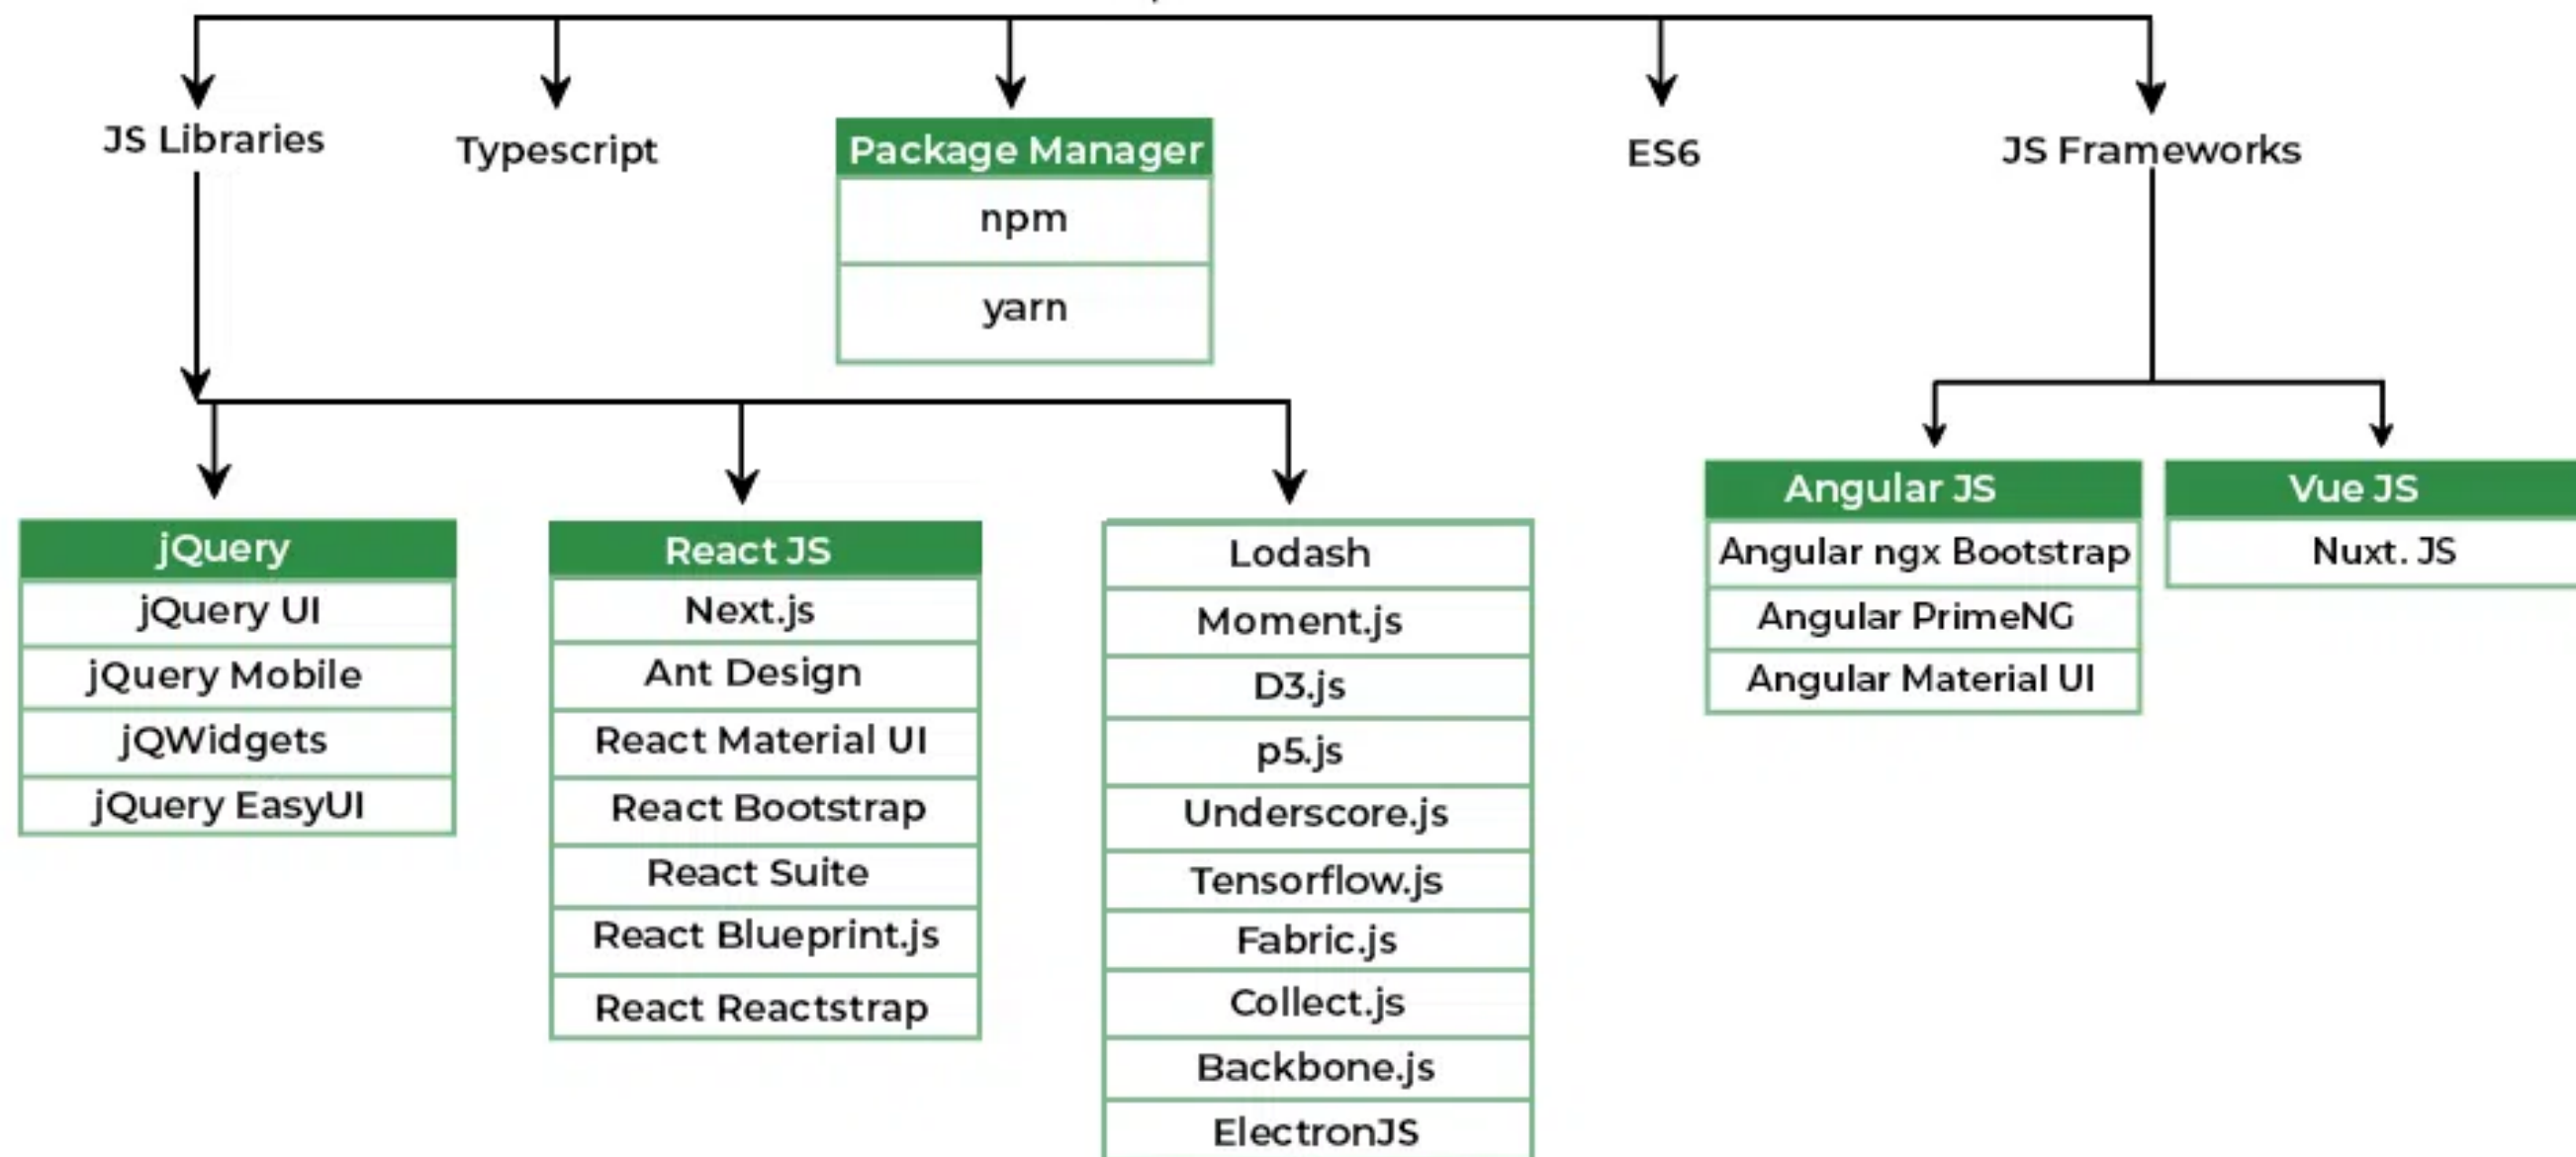 JS Libraries
Typescript
Package Manager
npm
yarn
ES6
JS Frameworks
jQuery
jQuery UI
jQuery Mobile
jQWidgets
jQuery EasyUI
React JS
Next.js
Ant Design
React Material UI
React Bootstrap
React Suite
React Blueprint.js
React Reactstrap
Lodash
Moment.js
D3.js
p5.js
Underscore.js
Tensorflow.js
Fabric.js
Collect.js
Backbone.js
ElectronJS
Angular JS
Angular ngx Bootstrap
Angular PrimeNG
Angular Material UI
Vue JS
Nuxt. JS